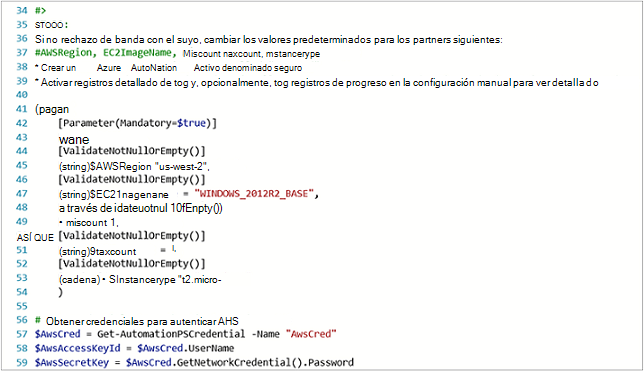 34 #>
35 STOOO:
36 Si no rechazo de banda con el suyo, cambiar los valores predeterminados para los partners siguientes:
37 #AWSRegion, EC2ImageName, Miscount naxcount, mstancerype
38 * Crear un Azure AutoNation Activo denominado seguro
39 * Activar registros detallado de tog y, opcionalmente, tog registros de progreso en la configuración manual para ver detallado
40
41 (pagan
42 [Parameter(Mandatory=$true)]
43 wane
44 [ValidateNotNullOrEmpty()]
45 (string)$AWSRegion "us-west-2",
46 [ValidateNotNullOrEmpty()]
47 (string)$EC21nagenane = "WINDOWS_2012R2_BASE",
48 a través de idateuotnul 10fEnpty())
49 • miscount 1,
ASÍ QUE [ValidateNotNullOrEmpty()]
51 (string)9taxcount = I,
52 [ValidateNotNullOrEmpty()]
53 (cadena) • SInstancerype "t2.micro-
54 )
55
56 # Obtener credenciales para autenticar AHS
57 $AwsCred = Get-AutomationPSCredential -Name "AwsCred"
58 $AwsAccessKeyId = $AwsCred.UserName
59 $AwsSecretKey = $AwsCred.GetNetworkCredential().Password